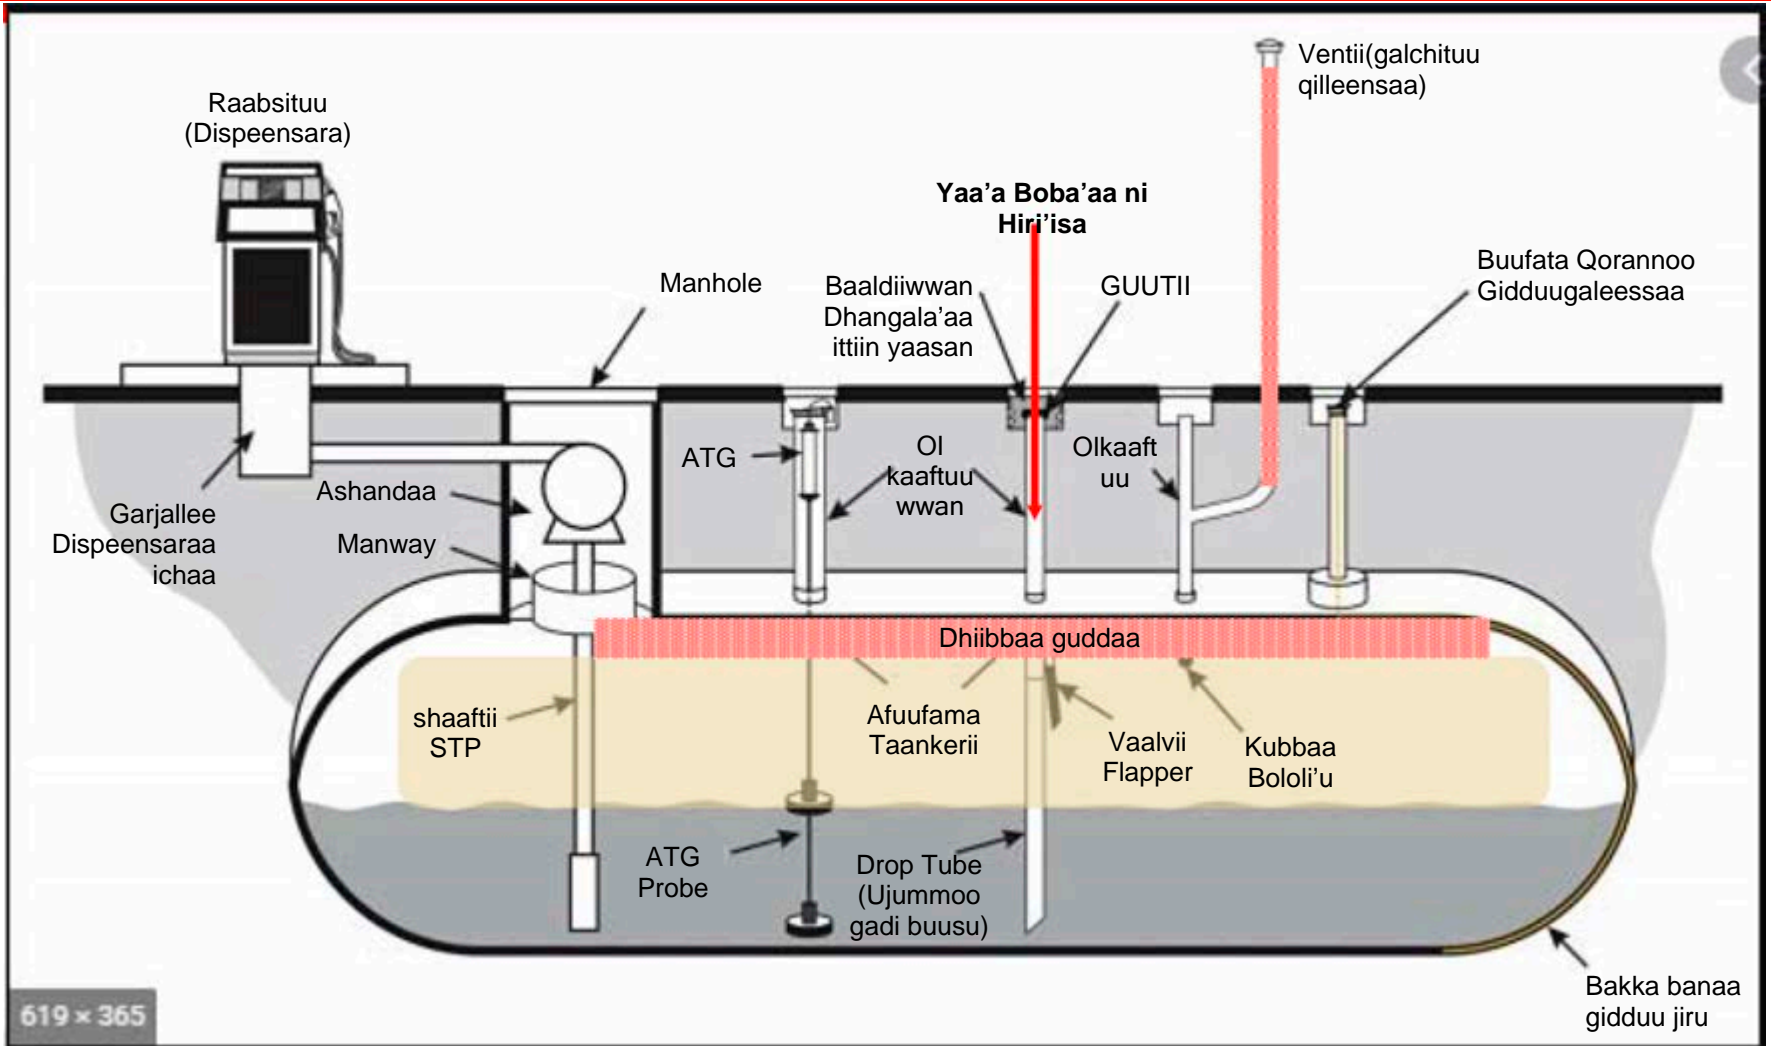 Ventii(galchituu
qilleensaa)
Raabsituu
(Dispeensara)
Yaa’a Boba’aa ni
Hiri’isa
Buufata Qorannoo
Gidduugaleessaa
Manhole
Baaldiiwwan
Dhangala’aa
ittiin yaasan
GUUTII
ATG
Ol
kaaftuu
wwan
Olkaaft
uu
Ashandaa
Garjallee
Dispeensaraa
ichaa
Manway
Dhiibbaa guddaa
shaaftii
STP
Afuufama
Taankerii
Vaalvii
Flapper
Kubbaa
Bololi’u
ATG
Probe
Drop Tube
(Ujummoo
gadi buusu)
Bakka banaa
gidduu jiru
619 × 365